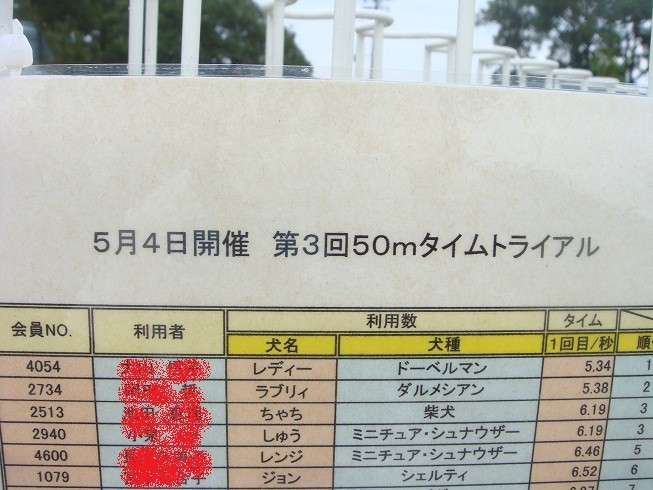 5月4日開催 第3回50mタイムトライアル
会員NO. 利用者 利用数 タイム
犬名 犬種 1回目/秒 順
4054 レディー ドーベルマン 5.34 1
2734 ラブリィ ダルメシアン 5.38 2
2513 ちゃち 柴犬 6.19 3
2940 しゅう ミニチュア・シュナウザー 6.19 3
4600 レンジ ミニチュア・シュナウザー 6.46 5
1079 ジョン シェルティ 6.52 6